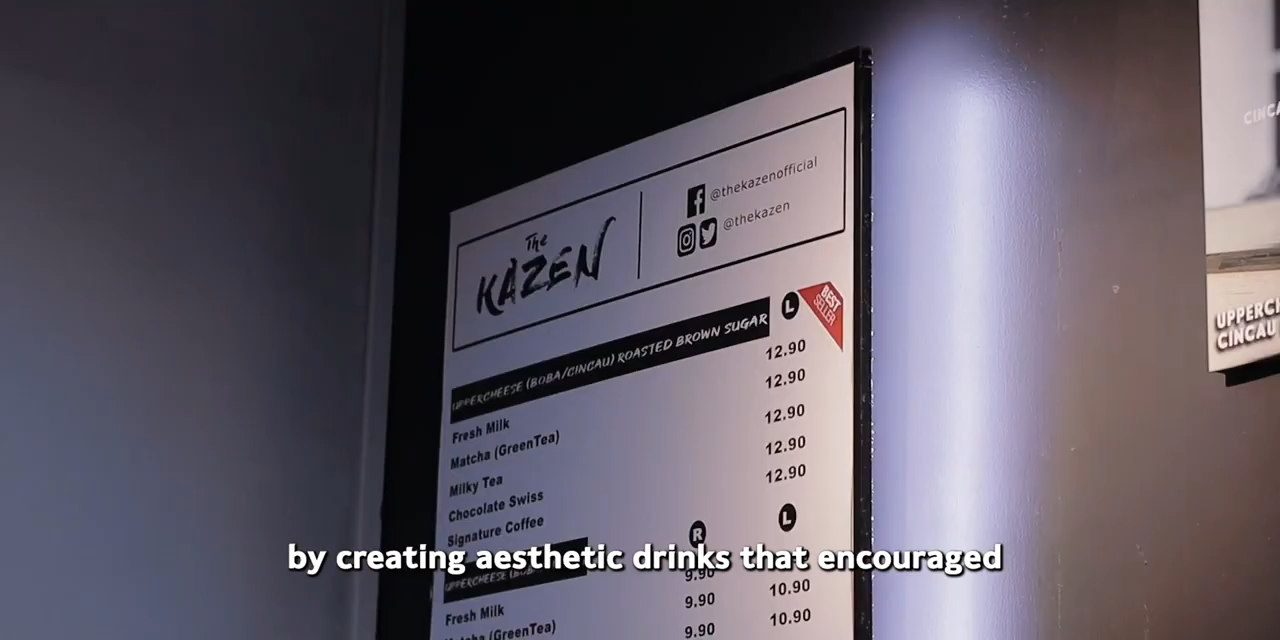 The
KAZEN
@thekazenofficial
@thekazen
BEST
SELLER
UPPERCHEESE (BOBA/CINCAU) ROASTED BROWN SUGAR L
Fresh Milk 12.90
Matcha (GreenTea) 12.90
Milky Tea 12.90
Chocolate Swiss 12.90
Signature Coffee 12.90
R L
UPPERCHEESE
Fresh Milk 9.90 10.90
(GreenTea) 9.90 10.90
9.90
CINCAU
by creating aesthetic drinks that encouraged